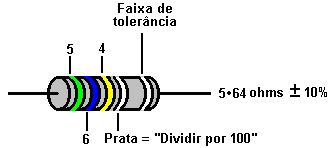 Faixa de
tolerância
5
4
5•64 ohms ± 10%
6
Prata = "Dividir por 100"